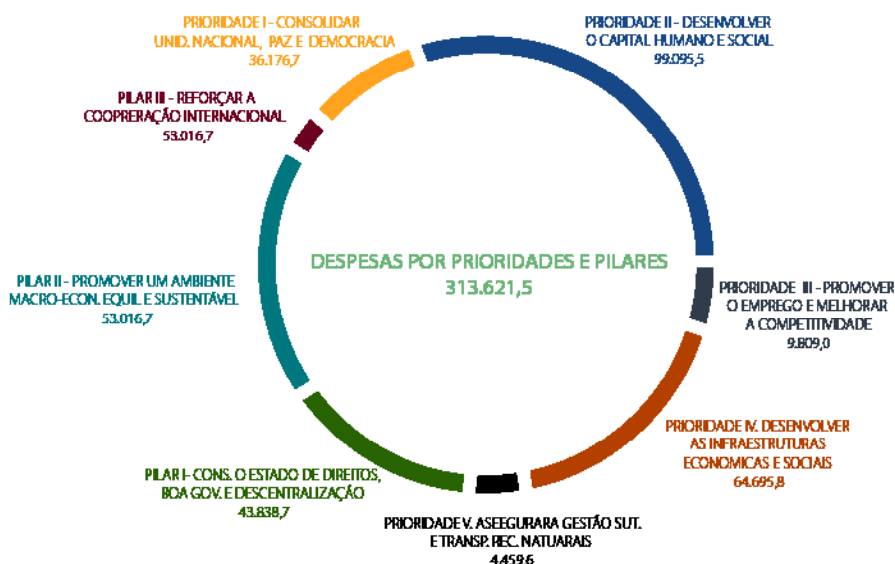 PRIORIDADE I - CONSOLIDAR
UNID. NACIONAL, PAZ E DEMOCRACIA
36.176,7
PRIORIDADE II - DESENVOLVER
O CAPITAL HUMANO E SOCIAL
99.095,5
PILAR III - REFORÇAR A
COOPRERAÇÃO INTERNACIONAL
53.016,7
DESPESAS POR PRIORIDADES E PILARES
313.621,5
PILAR II - PROMOVER UM AMBIENTE
MACRO-ECON. EQUIL E SUSTENTÁVEL
53.016,7
PRIORIDADE III - PROMOVER
O EMPREGO E MELHORAR
A COMPETITIVIDADE
9.809,0
PRIORIDADE IV. DESENVOLVER
AS INFRAESTRUTURAS
ECONOMICAS E SOCIAIS
64.695,8
PILAR I- CONS. O ESTADO DE DIREITOS,
BOA GOV. E DESCENTRALIZAÇÃO
43.838,7
PRIORIDADE V. ASEEGURARA GESTÃO SUT.
E TRANSP. REC. NATUARAIS
4.459,6